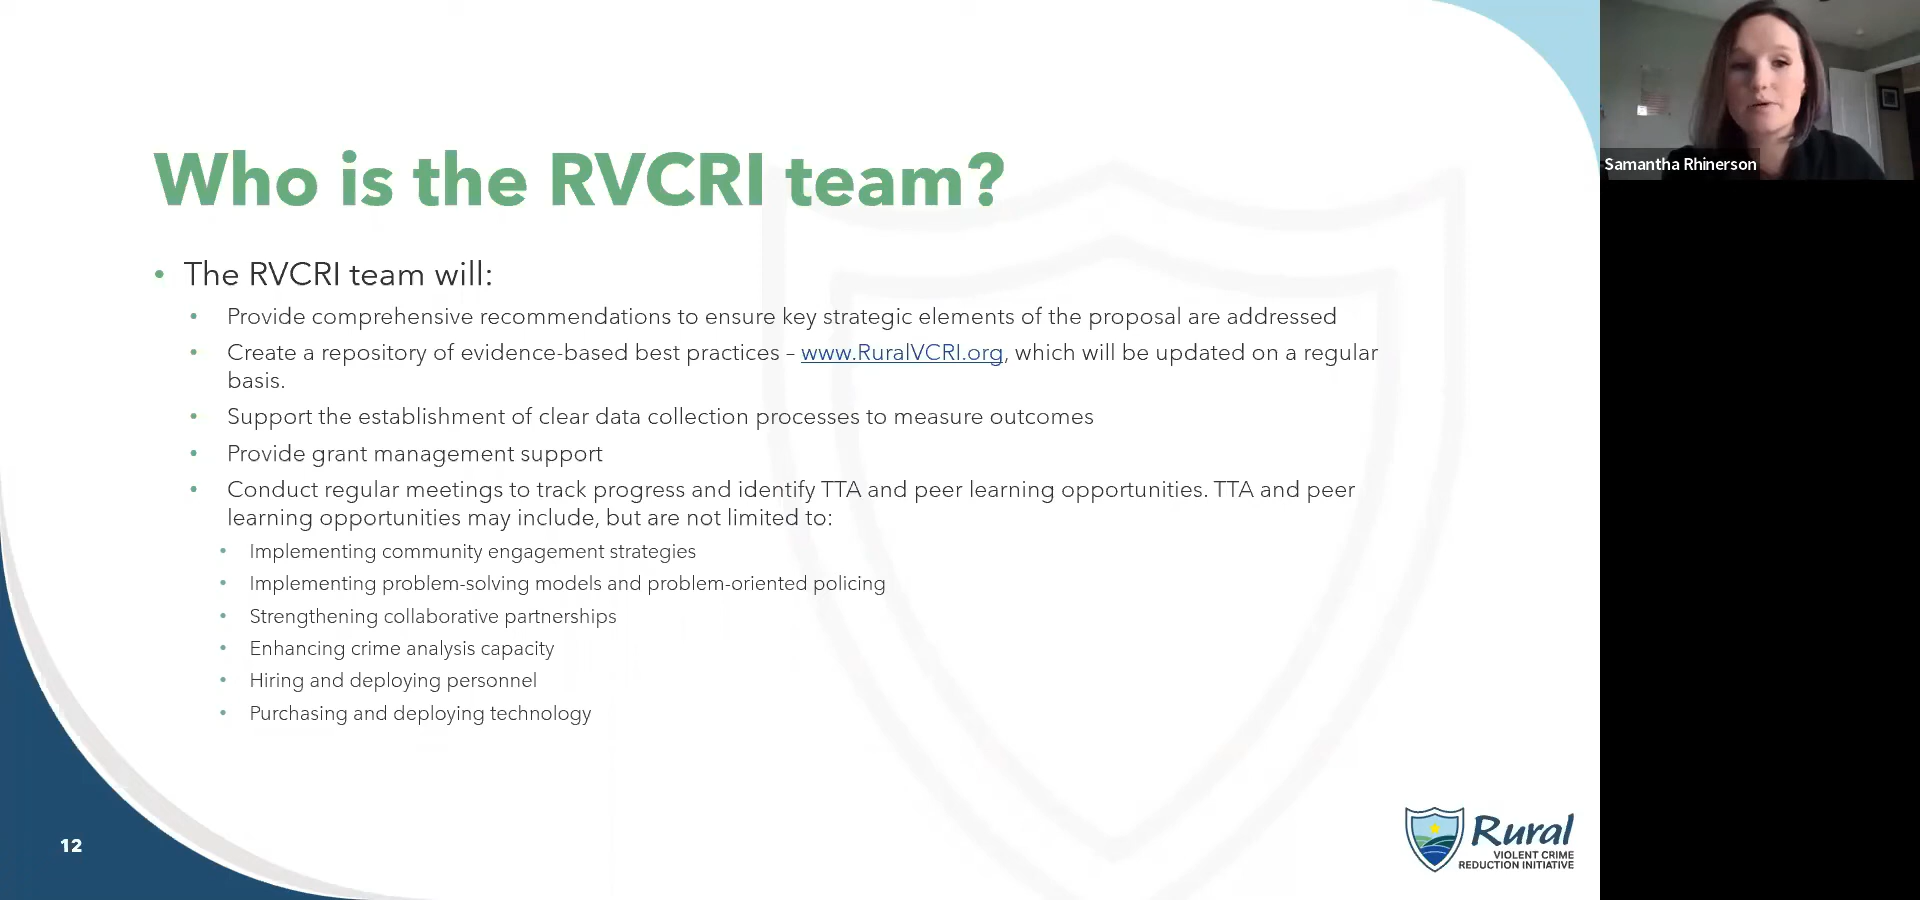 Who is the RVCRI team?
• The RVCRI team will:
• Provide comprehensive recommendations to ensure key strategic elements of the proposal are addressed
• Create a repository of evidence-based best practices – www.RuralVCRI.org, which will be updated on a regular
basis.
• Support the establishment of clear data collection processes to measure outcomes
• Provide grant management support
• Conduct regular meetings to track progress and identify TTA and peer learning opportunities. TTA and peer
learning opportunities may include, but are not limited to:
• Implementing community engagement strategies
• Implementing problem-solving models and problem-oriented policing
• Strengthening collaborative partnerships
• Enhancing crime analysis capacity
• Hiring and deploying personnel
• Purchasing and deploying technology
12
Rural
VIOLENT CRIME
REDUCTION INITIATIVE
Samantha Rhinerson